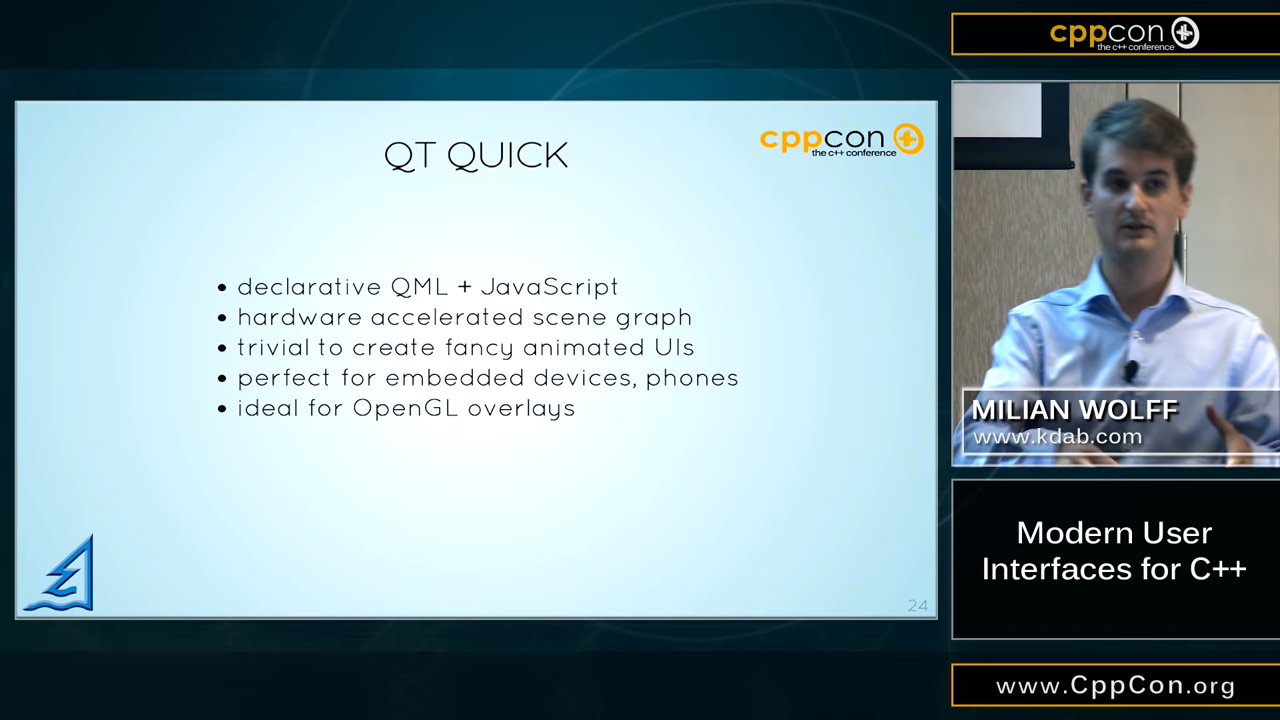 QT QUICK
cppcon
the c++ conference
• declarative QML + JavaScript
• hardware accelerated scene graph
• trivial to create fancy animated UIs
• perfect for embedded devices, phones
• ideal for OpenGL overlays
24
cppcon
the c++ conference
MILIAN WOLFF
www.kdab.com
Modern User
Interfaces for C++
www.CppCon.org